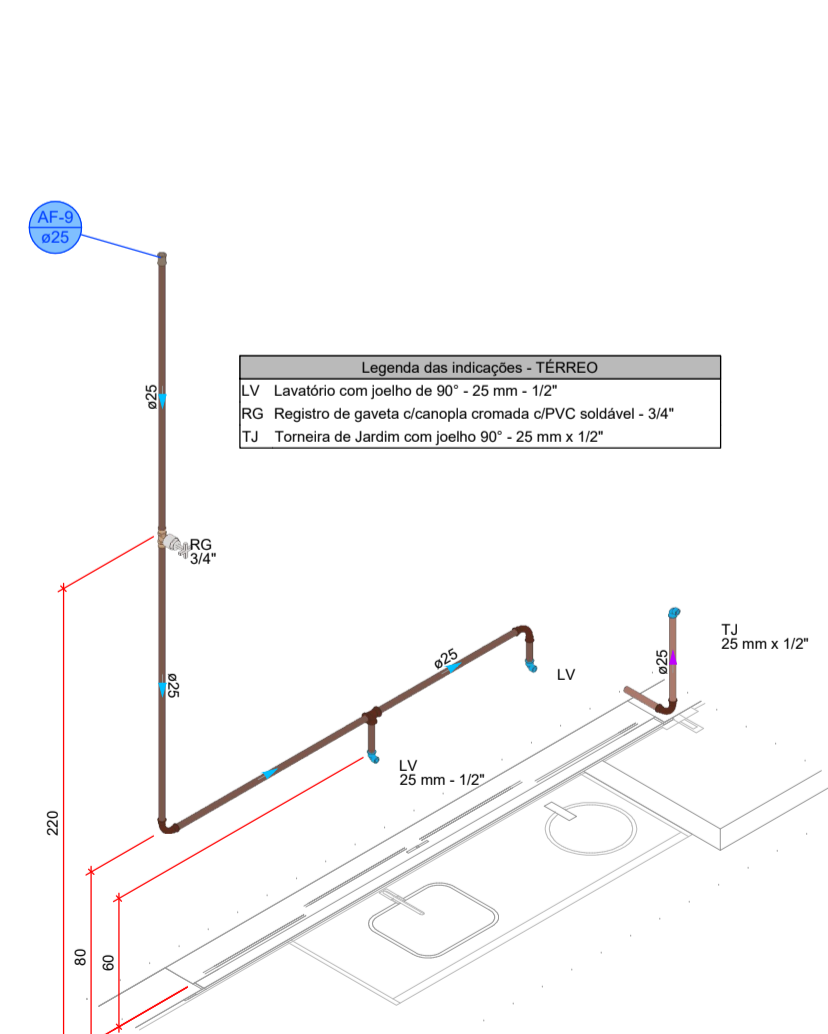 AF-9
ø25
ø25
Legenda das indicações - TÉRREO
LV Lavatório com joelho de 90° - 25 mm - 1/2"
RG Registro de gaveta c/canopla cromada c/PVC soldável - 3/4"
TJ Torneira de Jardim com joelho 90° - 25 mm x 1/2"
RG
3/4"
TJ
25 mm x 1/2"
ø25
ø25
LV
ø25
LV
25 mm - 1/2"
220
80
60